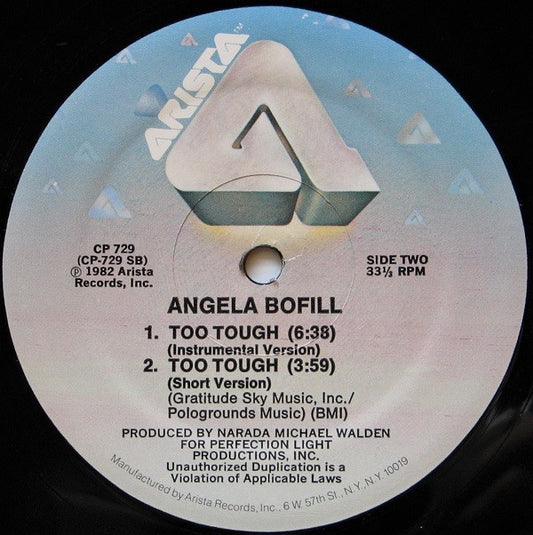 ARISTA™
CP 729
(CP-729 SB)
℗ 1982 Arista
Records, Inc.
SIDE TWO
33⅓ RPM
ANGELA BOFILL
1. TOO TOUGH (6:38)
(Instrumental Version)
2. TOO TOUGH (3:59)
(Short Version)
(Gratitude Sky Music, Inc./
Pologrounds Music) (BMI)
PRODUCED BY NARADA MICHAEL WALDEN
FOR PERFECTION LIGHT
PRODUCTIONS, INC.
Unauthorized Duplication is a
Violation of Applicable Laws
Manufactured by Arista Records, Inc., 6 W. 57th St., N.Y., N.Y. 10019